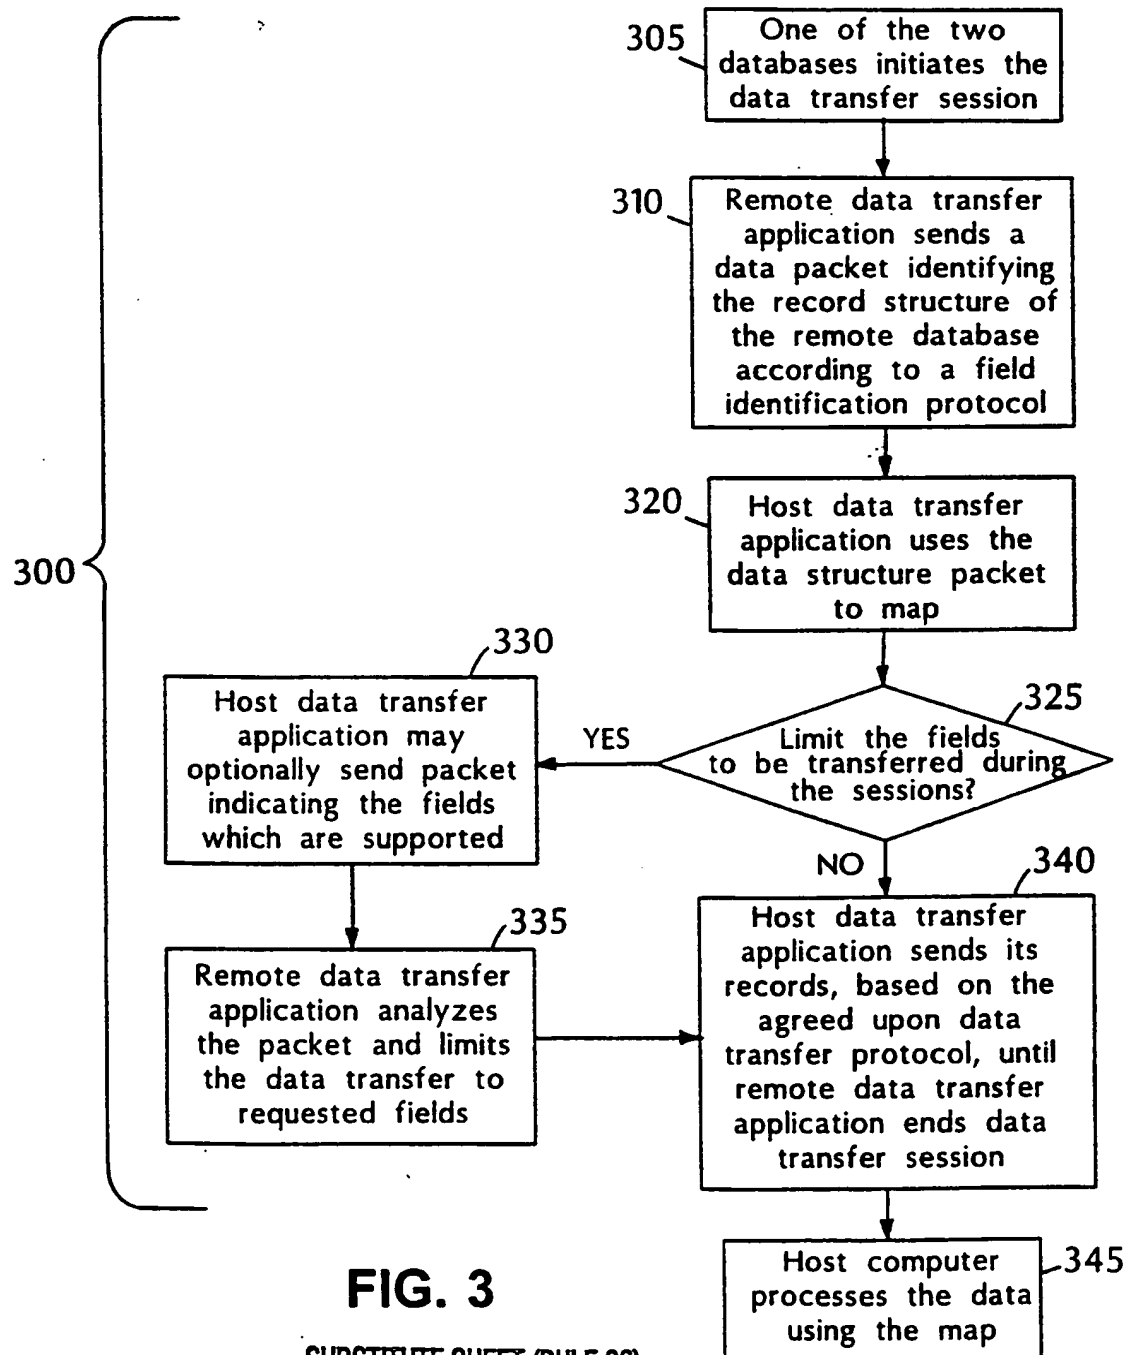 305
One of the two
databases initiates the
data transfer session
310
Remote data transfer
application sends a
data packet identifying
the record structure of
the remote database
according to a field
identification protocol
320
Host data transfer
application uses the
data structure packet
to map
300
325
Limit the fields
to be transferred during
the sessions?
YES
330
Host data transfer
application may
optionally send packet
indicating the fields
which are supported
NO
335
Remote data transfer
application analyzes
the packet and limits
the data transfer to
requested fields
340
Host data transfer
application sends its
records, based on the
agreed upon data
transfer protocol, until
remote data transfer
application ends data
transfer session
345
Host computer
processes the data
using the map
FIG. 3
SUBSTITUTE SHEET (RULE